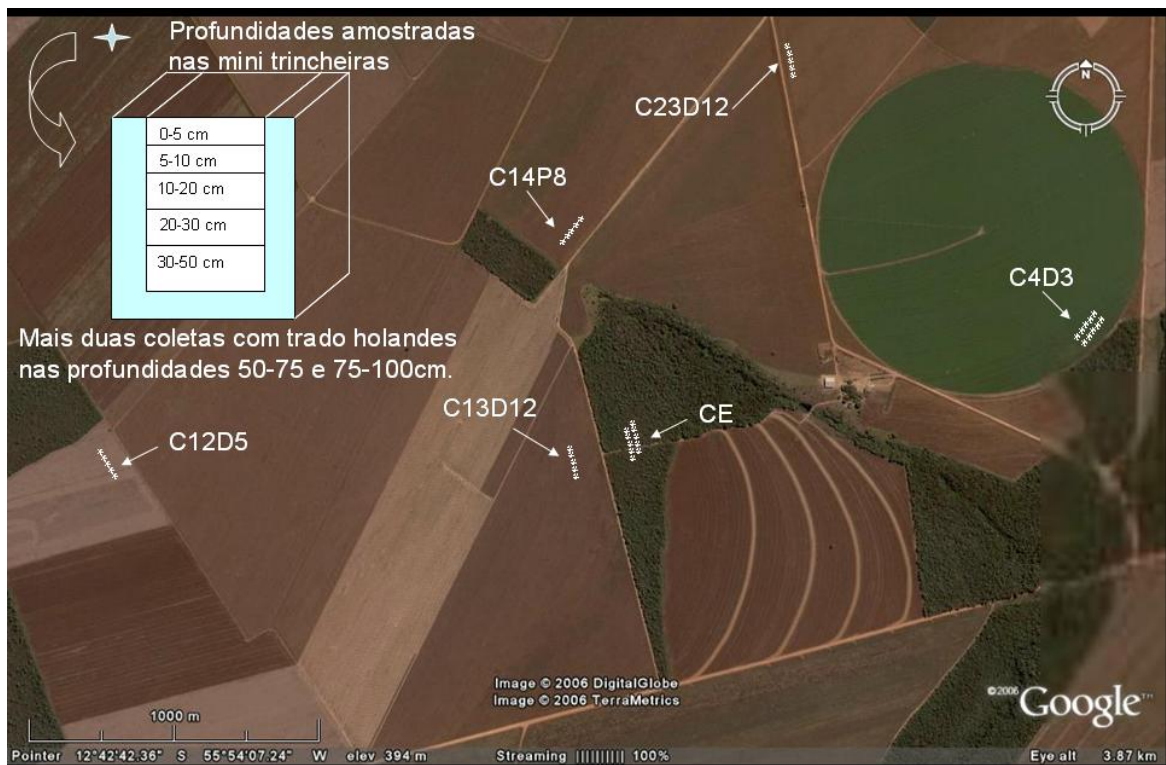 Profundidades amostradas
nas mini trincheiras
0-5 cm
5-10 cm
10-20 cm
20-30 cm
30-50 cm
Mais duas coletas com trado holandes
nas profundidades 50-75 e 75-100cm.
C23D12
N
C14P8
C4D3
C13D12
CE
C12D5
Image © 2006 DigitalGlobe
Image © 2006 TerraMetrics
©2006 Google™
1000 m
Pointer 12°42'42.36" S 55°54'07.24" W elev 394 m Streaming |||||||||| 100% Eye alt 3.87 km